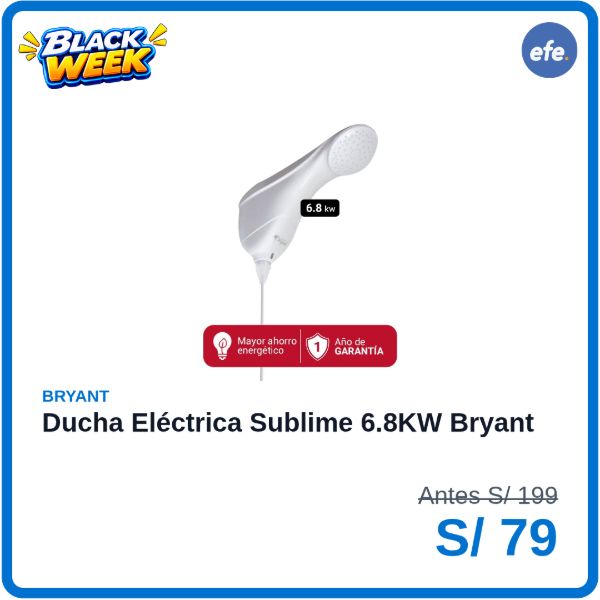 BLACK
WEEK
efe.
6.8 kw
Mayor ahorro
energético
1
Año de
GARANTÍA
BRYANT
Ducha Eléctrica Sublime 6.8KW Bryant
Antes S/ 199
S/ 79